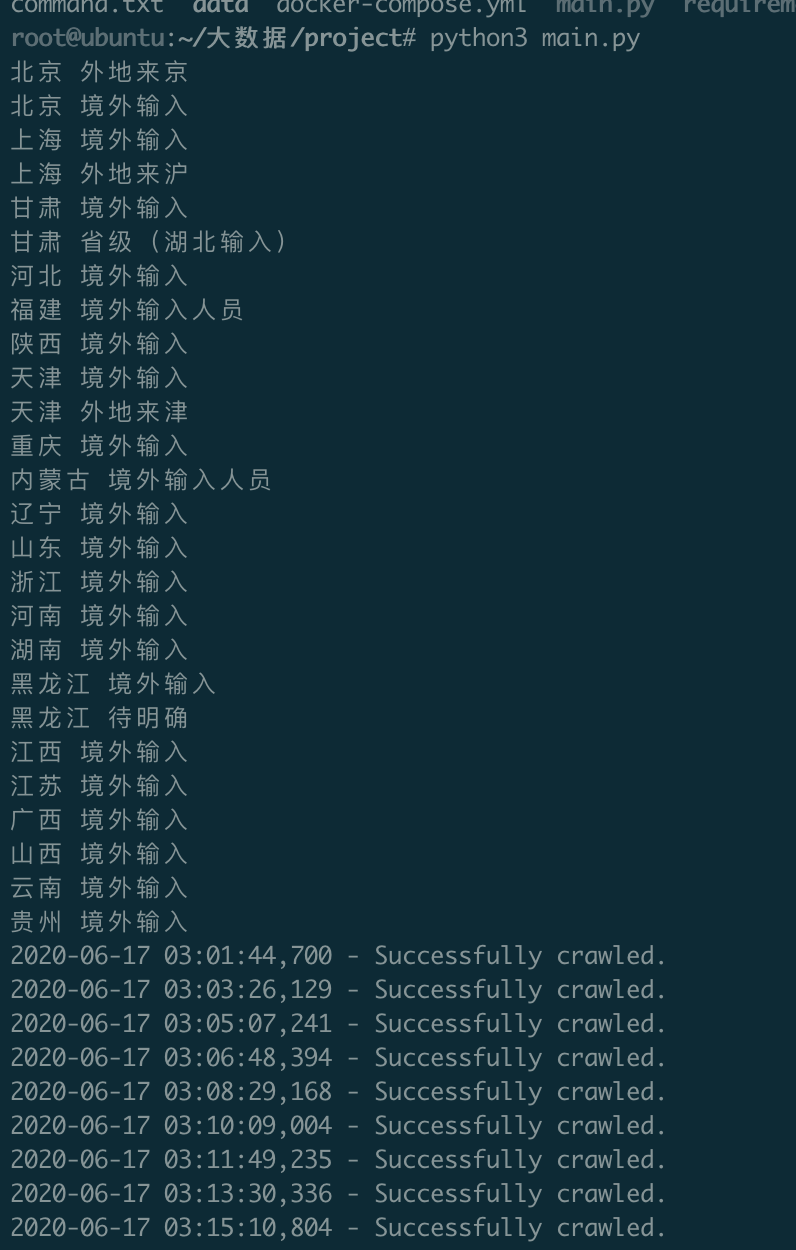 command.txt data docker-compose.yml main.py requirem
root@ubuntu:~/大数据/project# python3 main.py
北京 外地来京
北京 境外输入
上海 境外输入
上海 外地来沪
甘肃 境外输入
甘肃 省级（湖北输入）
河北 境外输入
福建 境外输入人员
陕西 境外输入
天津 境外输入
天津 外地来津
重庆 境外输入
内蒙古 境外输入人员
辽宁 境外输入
山东 境外输入
浙江 境外输入
河南 境外输入
湖南 境外输入
黑龙江 境外输入
黑龙江 待明确
江西 境外输入
江苏 境外输入
广西 境外输入
山西 境外输入
云南 境外输入
贵州 境外输入
2020-06-17 03:01:44,700 - Successfully crawled.
2020-06-17 03:03:26,129 - Successfully crawled.
2020-06-17 03:05:07,241 - Successfully crawled.
2020-06-17 03:06:48,394 - Successfully crawled.
2020-06-17 03:08:29,168 - Successfully crawled.
2020-06-17 03:10:09,004 - Successfully crawled.
2020-06-17 03:11:49,235 - Successfully crawled.
2020-06-17 03:13:30,336 - Successfully crawled.
2020-06-17 03:15:10,804 - Successfully crawled.